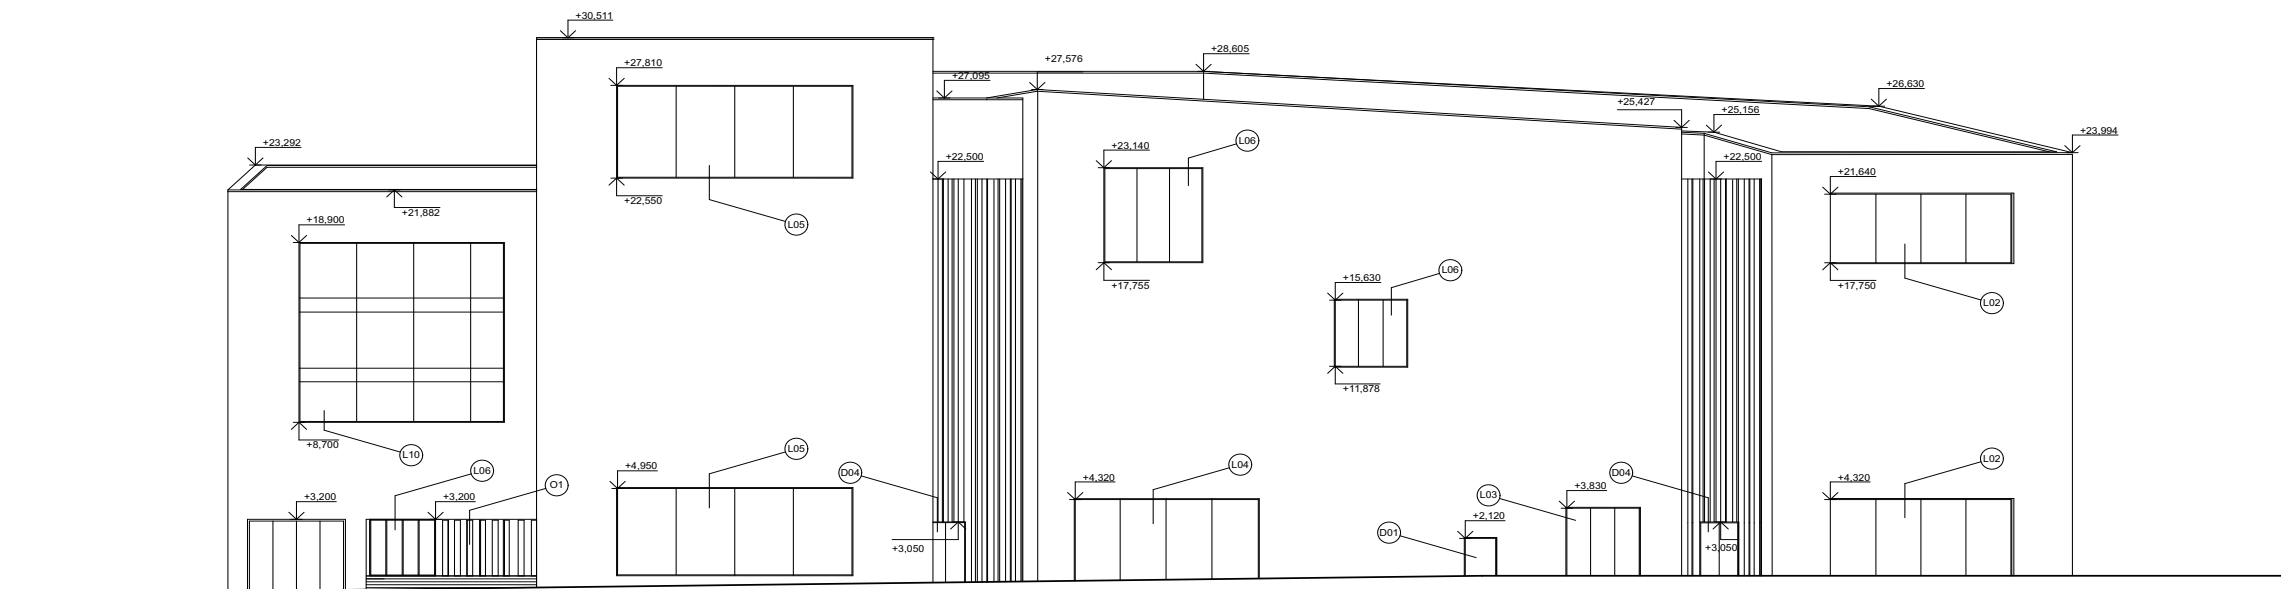 +30,511
+28,605
+27,576
+27,810
+27,095
+26,630
+25,427
+25,156
+23,994
+23,292
+23,140
L06
+22,500
+22,500
+21,640
+22,550
+21,882
+18,900
L05
L06
+15,630
+17,755
+17,750
L02
+11,878
+8,700
L10
L05
L06
+4,950
D04
L04
D04
L02
+4,320
+4,320
O1
+3,830
L03
+3,200
+3,200
+2,120
D01
+3,050
+3,050